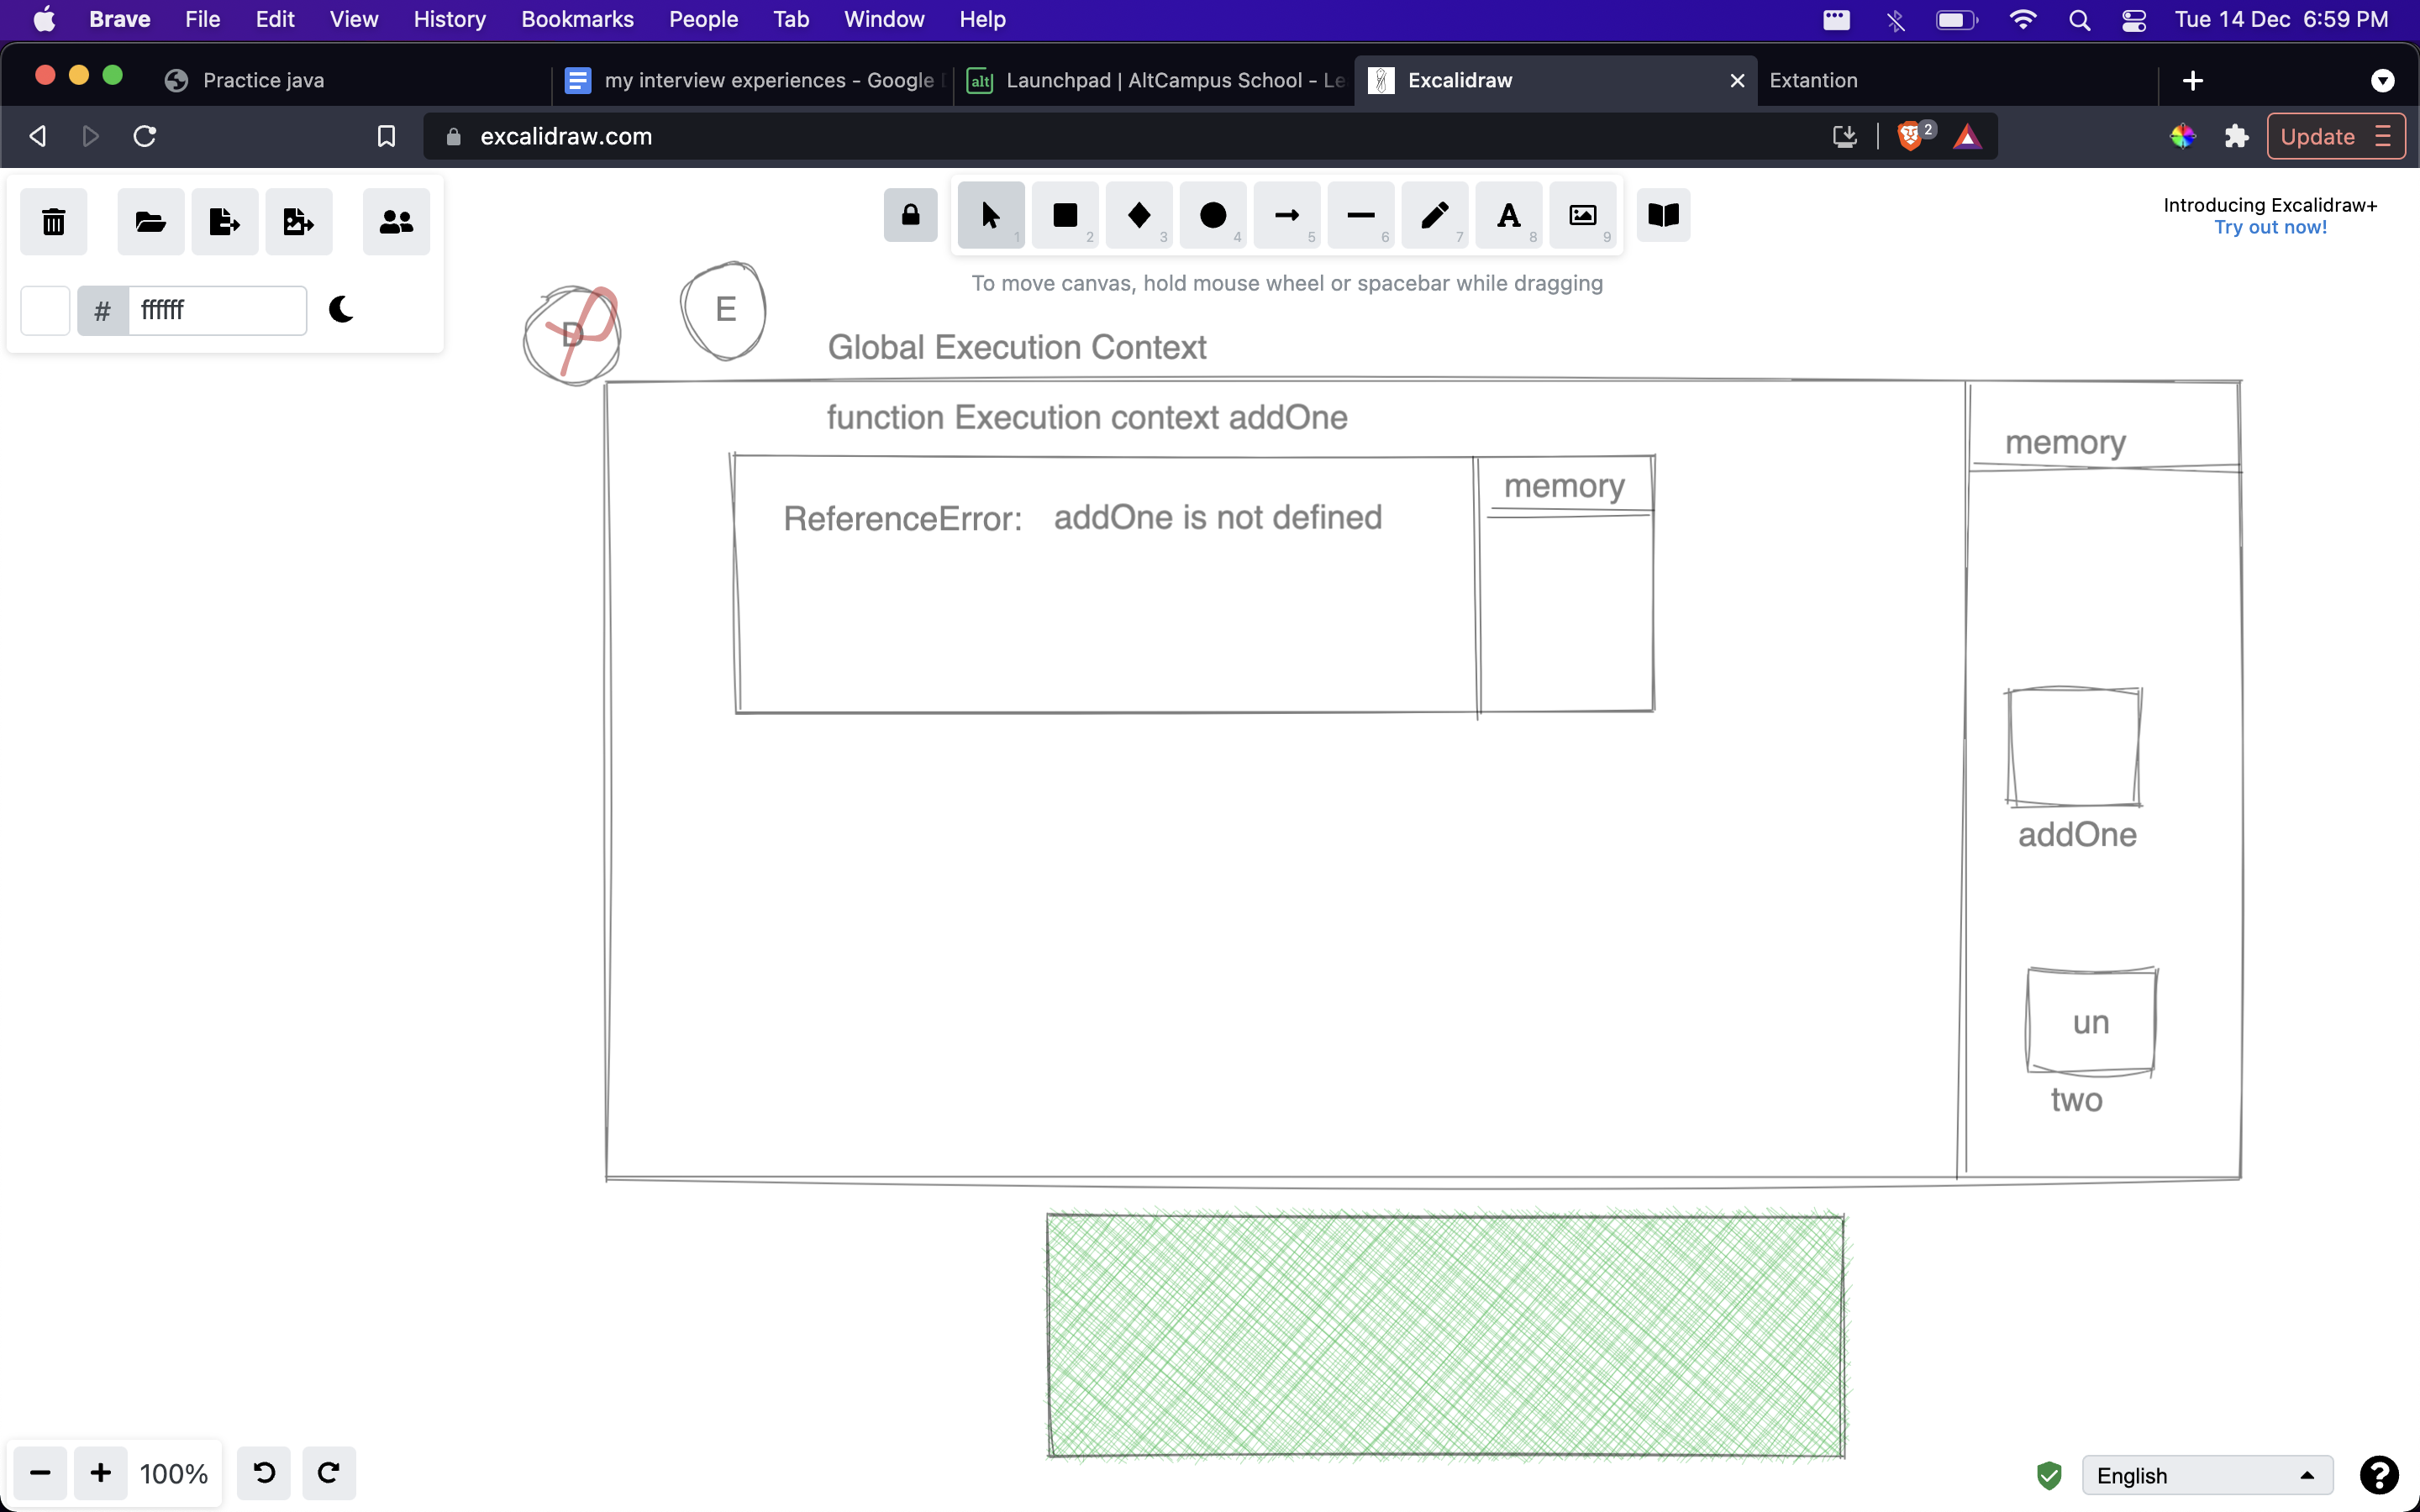 Brave File Edit View History Bookmarks People Tab Window Help Tue 14 Dec 6:59 PM
Practice java my interview experiences - Google Launchpad | AltCampus School - Le Excalidraw Extantion
excalidraw.com 2 Update
1 2 3 4 5 6 7 A 8 9
Introducing Excalidraw+
Try out now!
To move canvas, hold mouse wheel or spacebar while dragging
# ffffff
D
E
Global Execution Context
function Execution context addOne
memory
memory
ReferenceError: addOne is not defined
addOne
un
two
100%
English